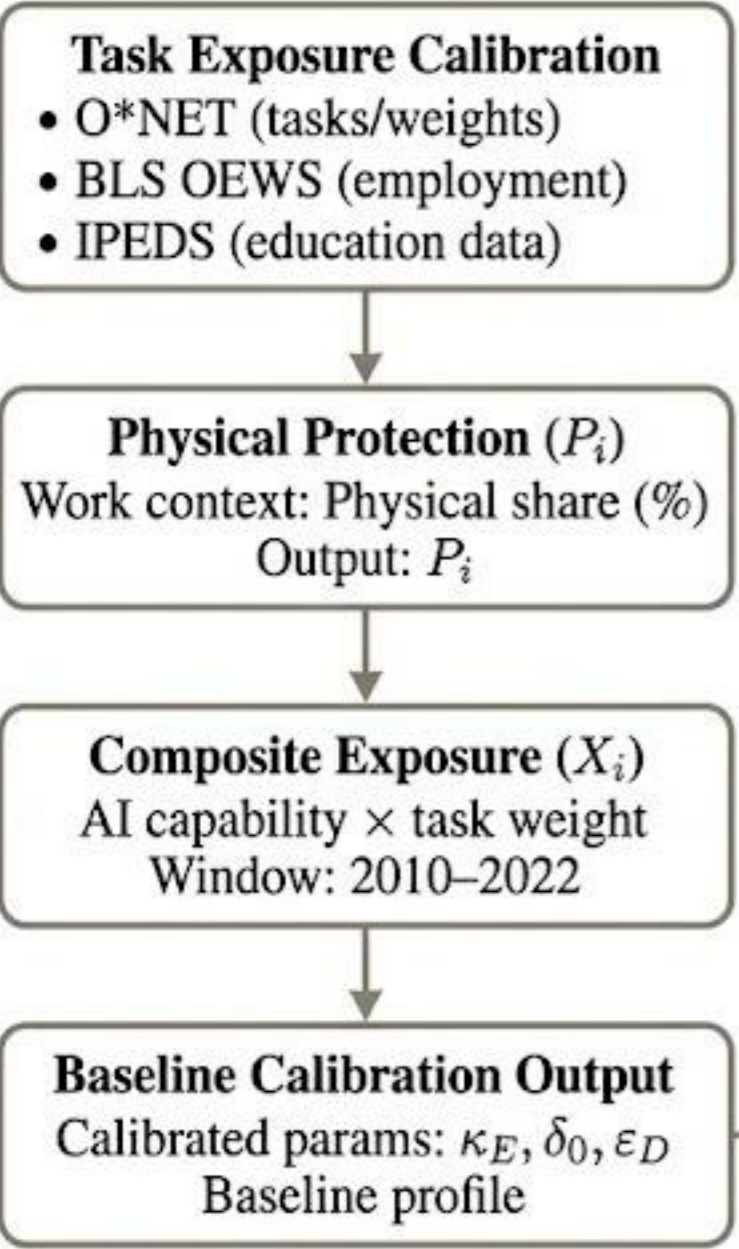 Task Exposure Calibration
• O*NET (tasks/weights)
• BLS OEWS (employment)
• IPEDS (education data)
Physical Protection (Pᵢ)
Work context: Physical share (%)
Output: Pᵢ
Composite Exposure (Xᵢ)
AI capability × task weight
Window: 2010–2022
Baseline Calibration Output
Calibrated params: κ_E, δ₀, ε_D
Baseline profile